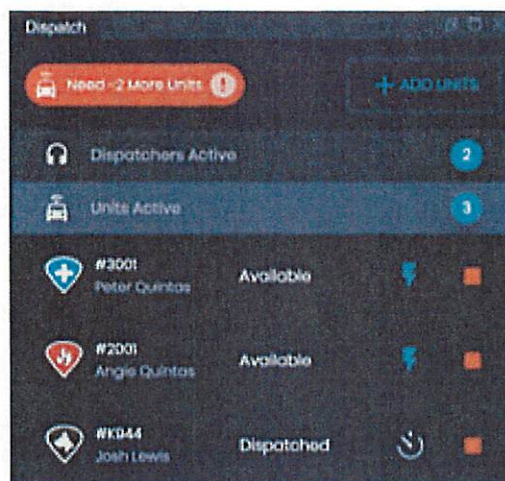 Dispatch
Need -2 More Units
+ ADD UNITS
Dispatchers Active 2
Units Active 3
#3001
Peter Quintas
Available
#2001
Angie Quintas
Available
#K944
Josh Lewis
Dispatched